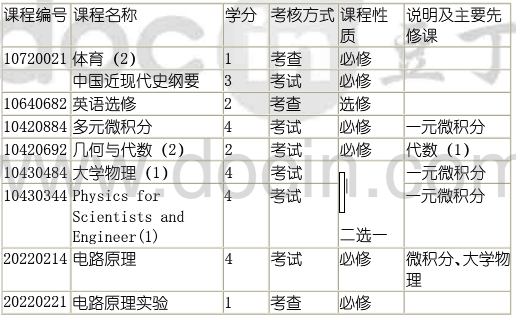 课程编号 课程名称 学分 考核方式 课程性质 说明及主要先修课
10720021 体育（2） 1 考查 必修
中国近现代史纲要 3 考试 必修
10640682 英语选修 2 考查 选修
10420884 多元微积分 4 考试 必修 一元微积分
10420692 几何与代数（2） 2 考试 必修 代数（1）
10430484 大学物理（1） 4 考试 一元微积分
10430344 Physics for Scientists and Engineer(1) 4 考试 二选一 一元微积分
20220214 电路原理 4 考试 必修 微积分、大学物理
20220221 电路原理实验 1 考查 必修
www.docin.com
docin 豆丁